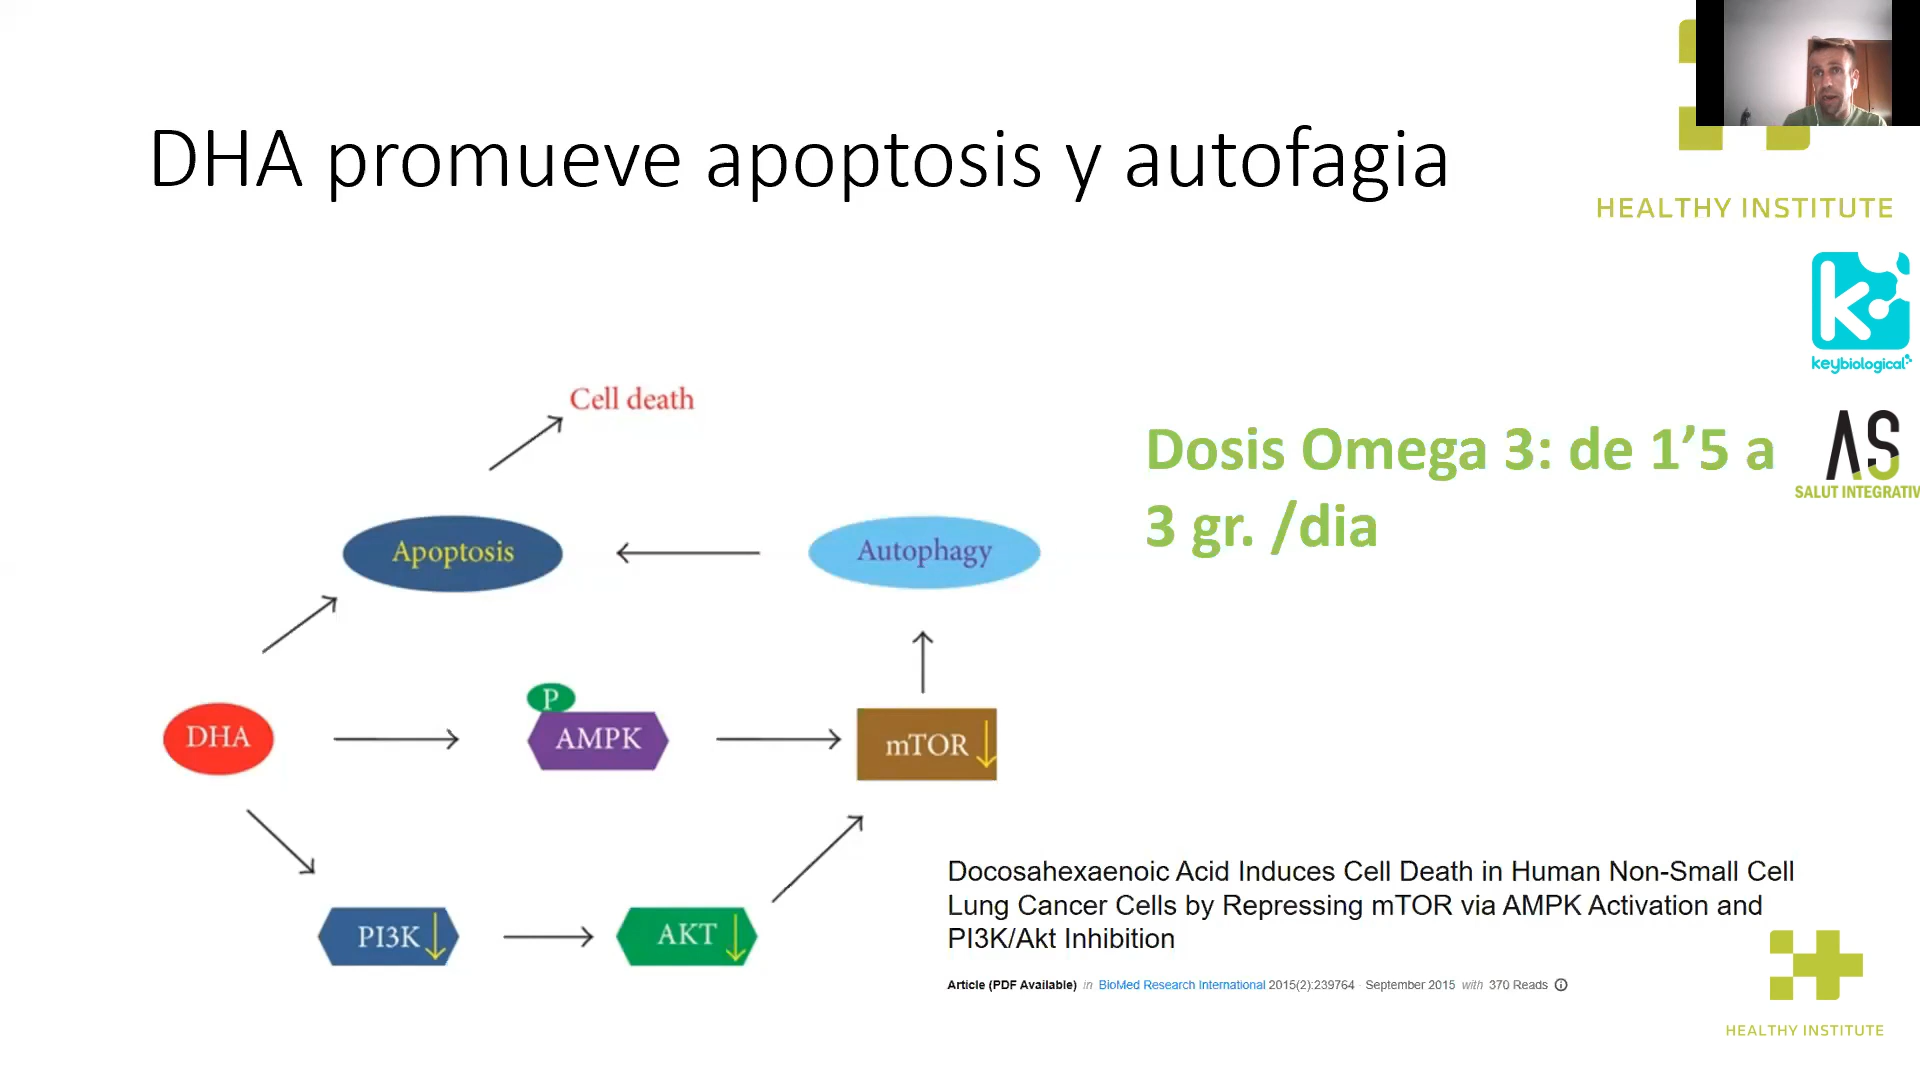 DHA promueve apoptosis y autofagia
HEALTHY INSTITUTE
keybiological
AS
SALUT INTEGRATIV
Cell death
Dosis Omega 3: de 1’5 a
3 gr. /dia
Apoptosis
Autophagy
P
DHA
AMPK
mTOR
PI3K
AKT
Docosahexaenoic Acid Induces Cell Death in Human Non-Small Cell
Lung Cancer Cells by Repressing mTOR via AMPK Activation and
PI3K/Akt Inhibition
Article (PDF Available) in BioMed Research International 2015(2):239764 · September 2015 with 370 Reads
HEALTHY INSTITUTE